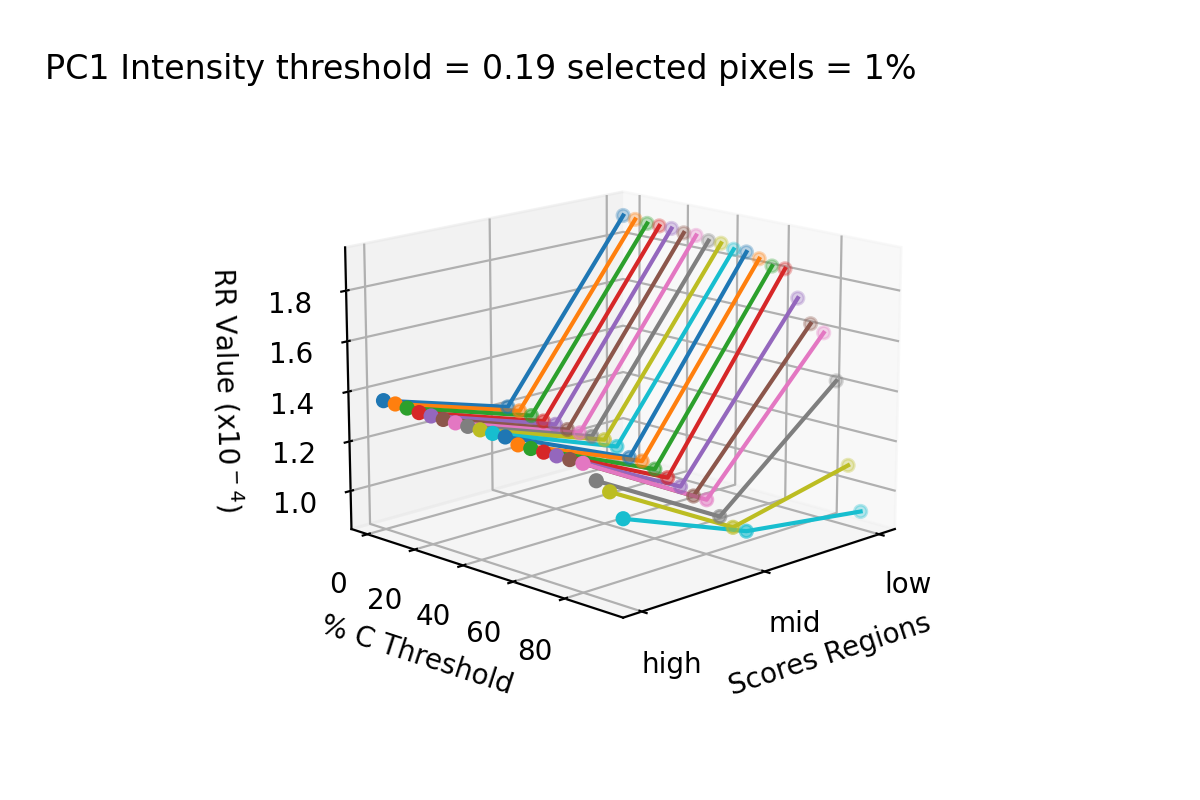 PC1 Intensity threshold = 0.19 selected pixels = 1%
RR Value (x10⁻⁴)
1.8
1.6
1.4
1.2
1.0
0
20
40
60
80
% C Threshold
high
mid
low
Scores Regions